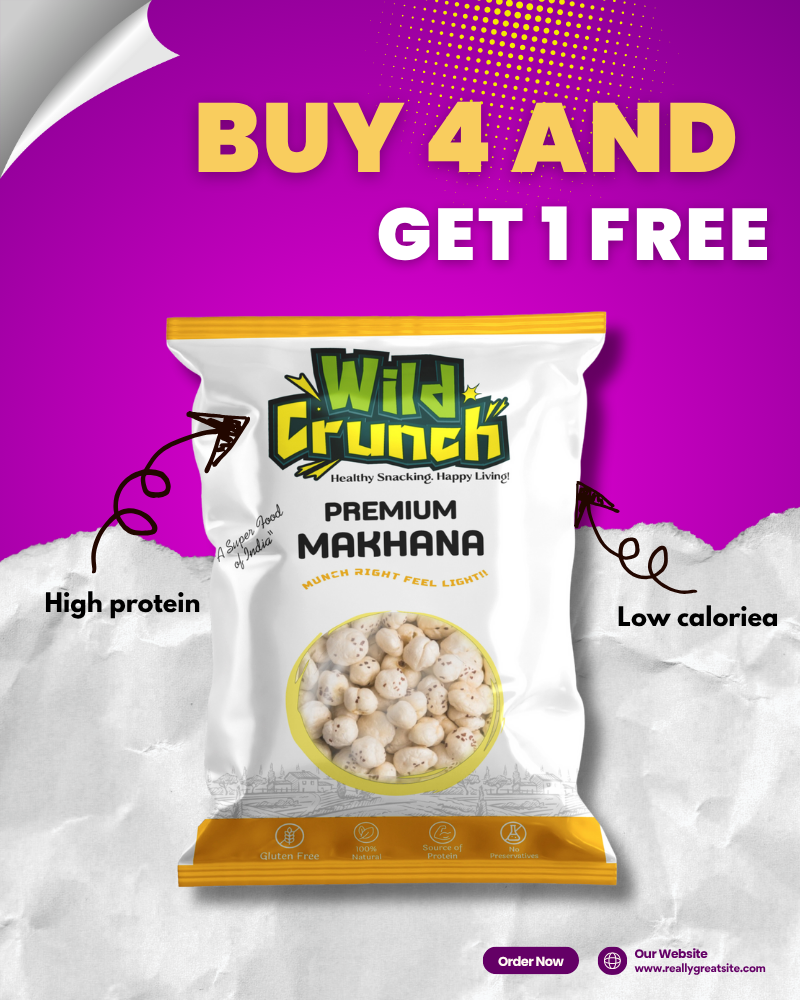 BUY 4 AND
GET 1 FREE
Wild
Crunch
Healthy Snacking. Happy Living!
PREMIUM
MAKHANA
"A Super Food
of India"
MUNCH RIGHT FEEL LIGHT!!
High protein
Low caloriea
Gluten Free
100%
Natural
Source of
Protein
No
Preservatives
Order Now
Our Website
www.reallygreatsite.com